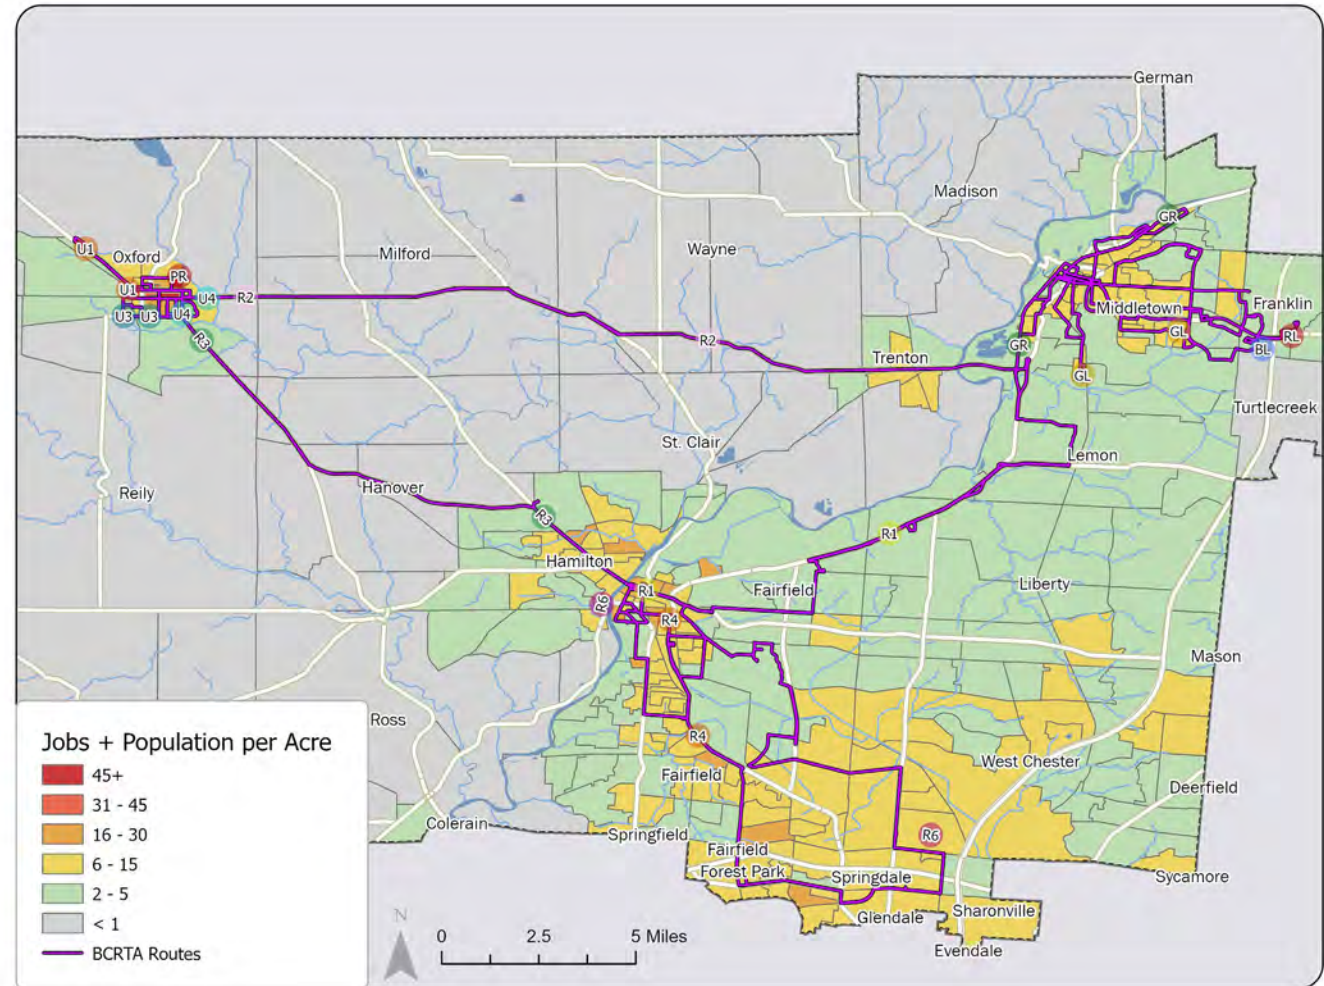 German
Madison
GR
U1
Oxford
Milford
Wayne
PR
U1
U4
R2
Franklin
Middletown
U3
U3
U4
GL
RL
R3
R2
GR
BL
Trenton
GL
Turtlecreek
St. Clair
Lemon
Reily
Hanover
R3
R1
Hamilton
Liberty
R1
Fairfield
R6
R4
Mason
Ross
R4
West Chester
Fairfield
Deerfield
Colerain
Springfield
R6
Fairfield
Forest Park
Springdale
Sycamore
Glendale
Sharonville
Evendale
Jobs + Population per Acre
45+
31 - 45
16 - 30
6 - 15
2 - 5
< 1
BCRTA Routes
N
0 2.5 5 Miles